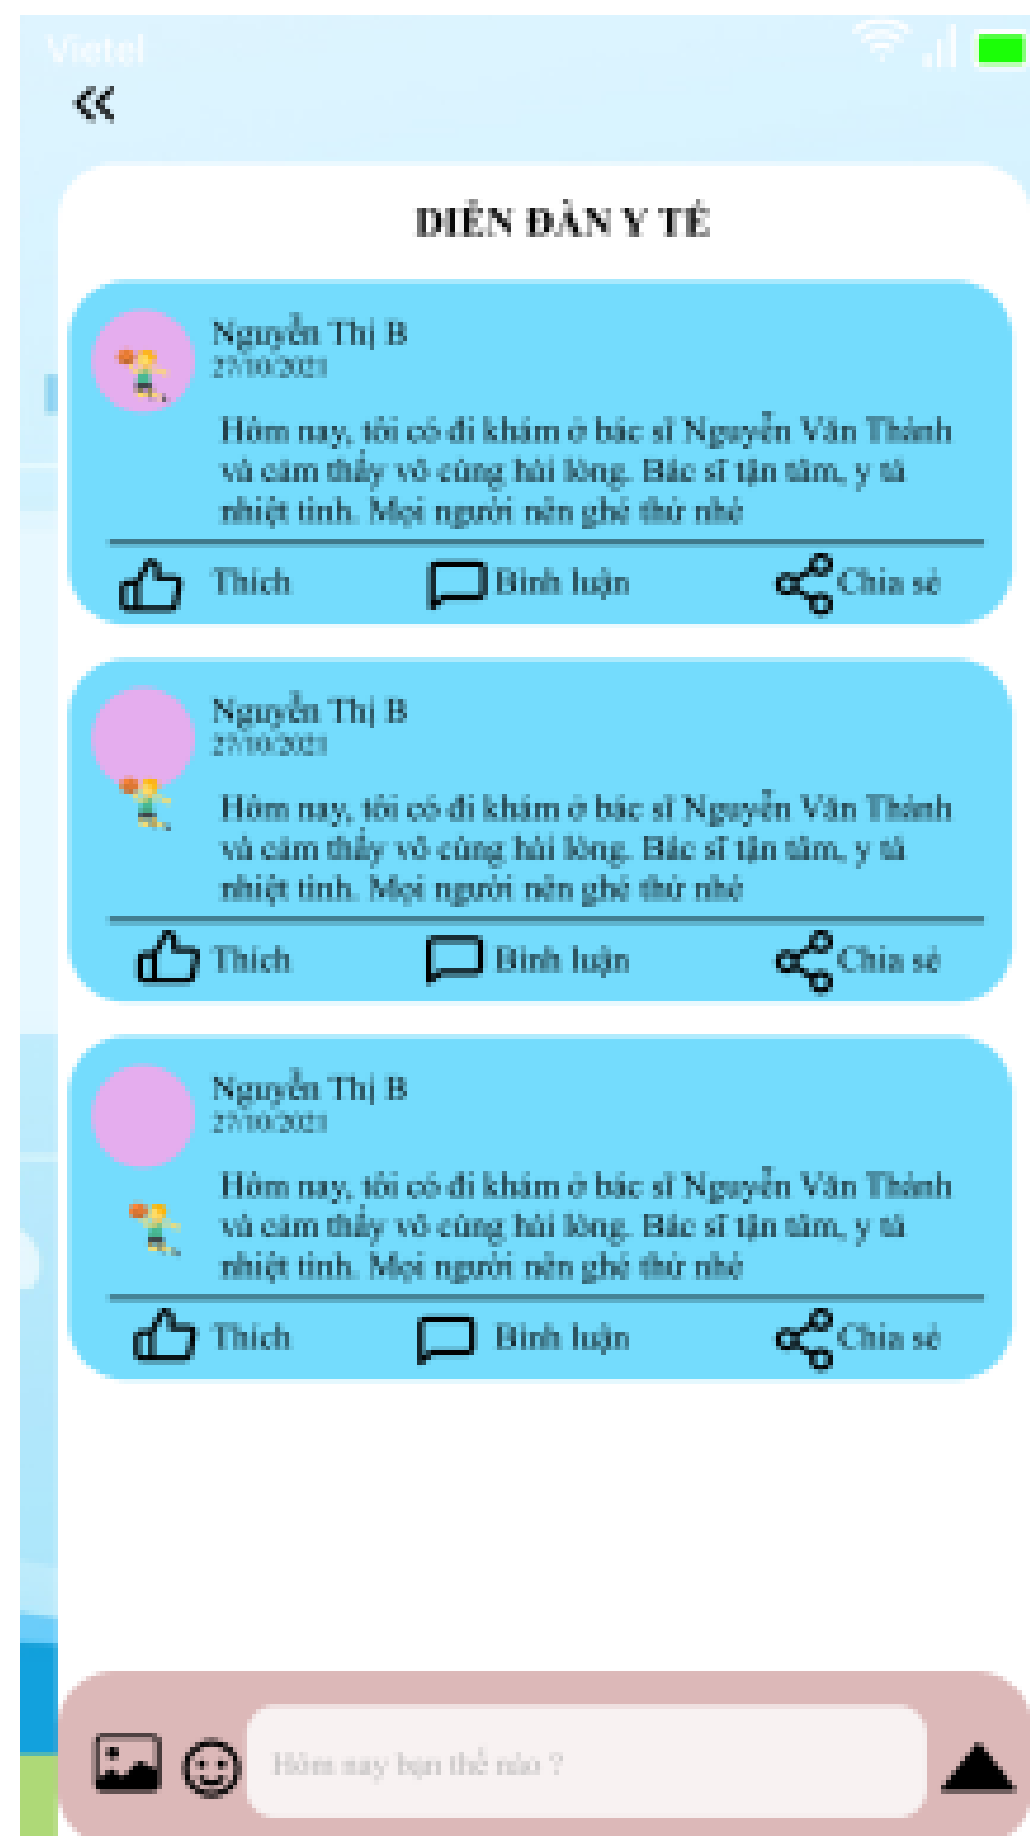 Vietel
DIỄN ĐÀN Y TẾ
Nguyễn Thị B
27/10/2021
Hôm nay, tôi có đi khám ở bác sĩ Nguyễn Văn Thành
và cảm thấy vô cùng hài lòng. Bác sĩ tận tâm, y tá
nhiệt tình. Mọi người nên ghé thử nhé
Thích Bình luận Chia sẻ
Nguyễn Thị B
27/10/2021
Hôm nay, tôi có đi khám ở bác sĩ Nguyễn Văn Thành
và cảm thấy vô cùng hài lòng. Bác sĩ tận tâm, y tá
nhiệt tình. Mọi người nên ghé thử nhé
Thích Bình luận Chia sẻ
Nguyễn Thị B
27/10/2021
Hôm nay, tôi có đi khám ở bác sĩ Nguyễn Văn Thành
và cảm thấy vô cùng hài lòng. Bác sĩ tận tâm, y tá
nhiệt tình. Mọi người nên ghé thử nhé
Thích Bình luận Chia sẻ
Hôm nay bạn thế nào ?